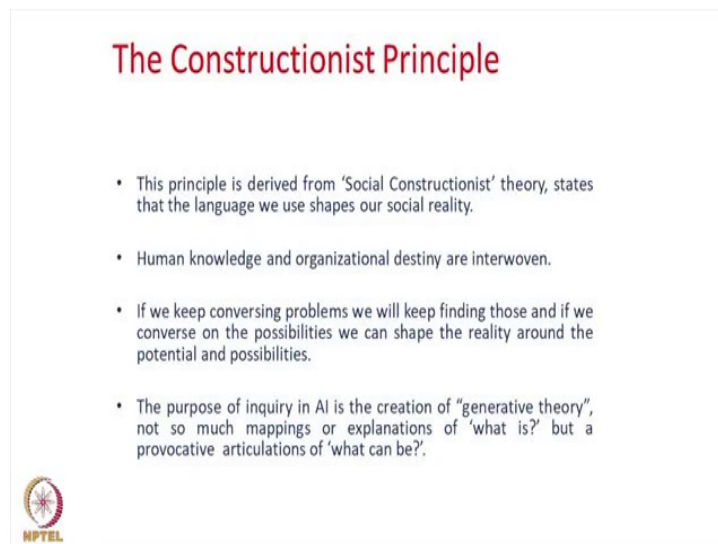 The Constructionist Principle
• This principle is derived from ‘Social Constructionist’ theory, states
that the language we use shapes our social reality.
• Human knowledge and organizational destiny are interwoven.
• If we keep conversing problems we will keep finding those and if we
converse on the possibilities we can shape the reality around the
potential and possibilities.
• The purpose of inquiry in AI is the creation of “generative theory”,
not so much mappings or explanations of ‘what is?’ but a
provocative articulations of ‘what can be?’.
NPTEL